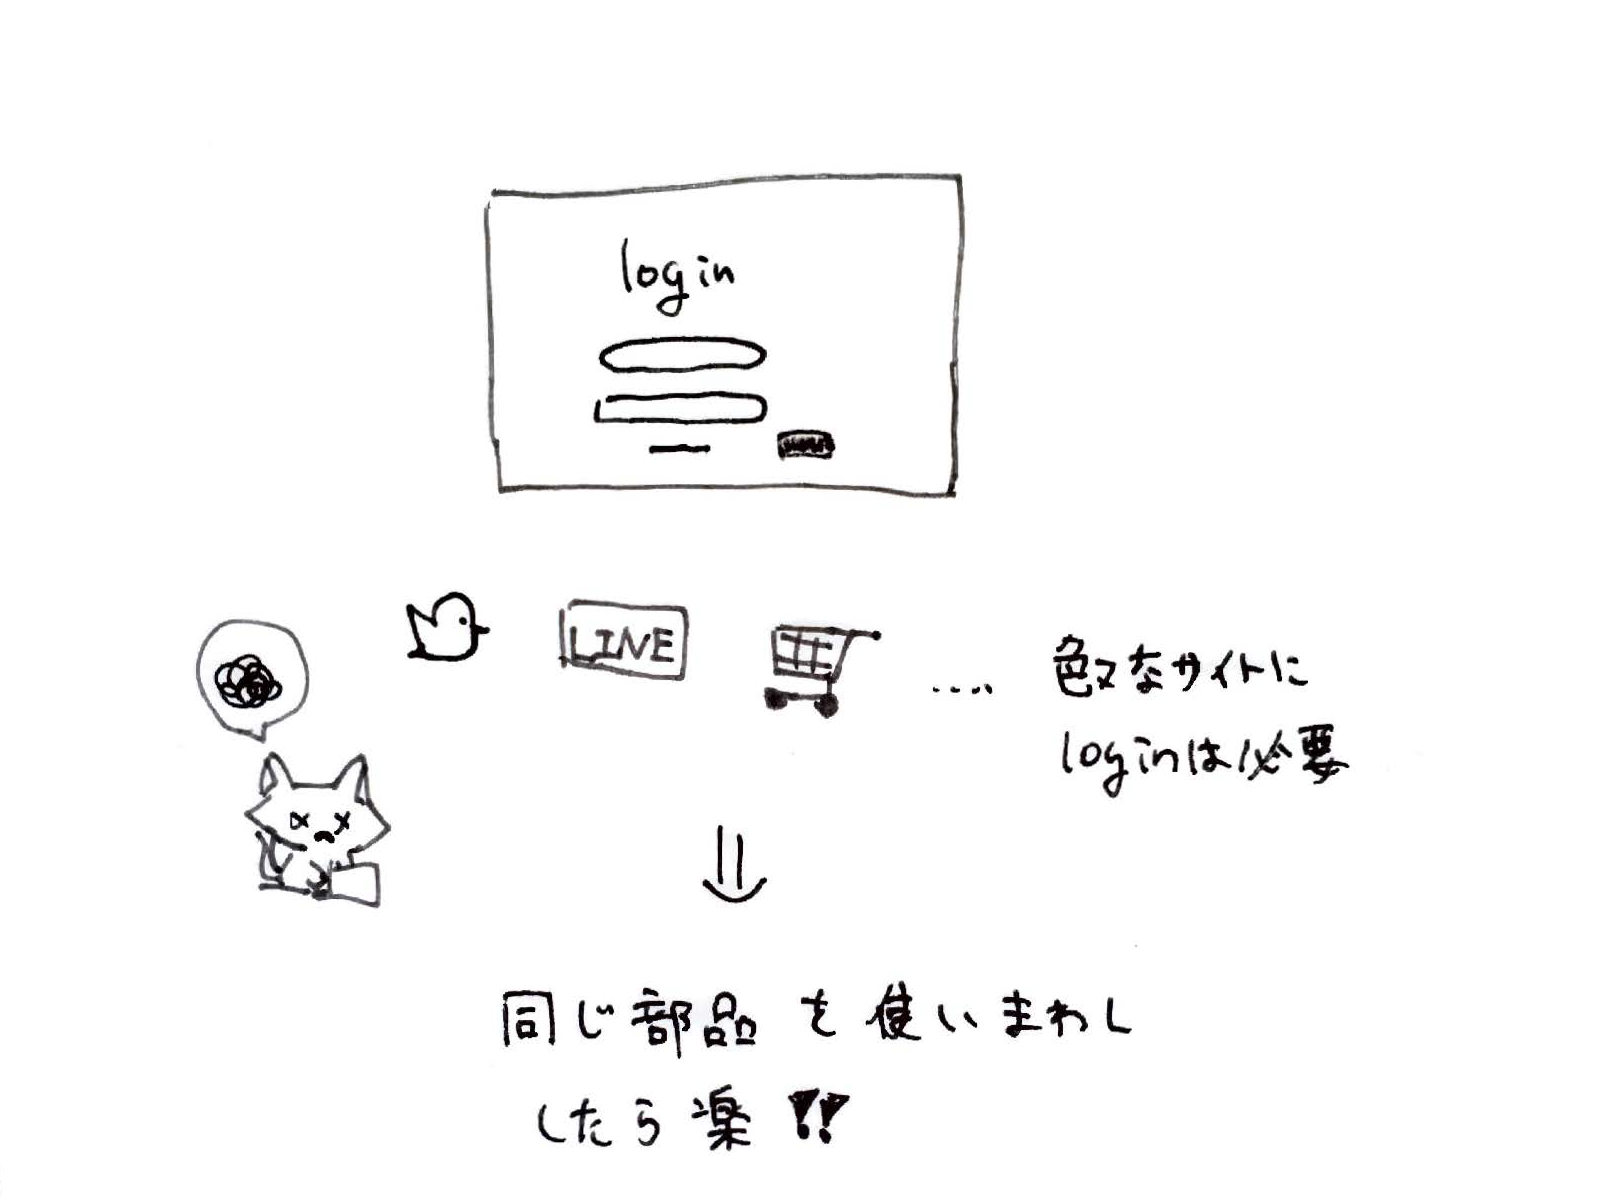 login
LINE
.... 色々なサイトに
loginは必要
同じ部品を使いまわし
したら楽!!